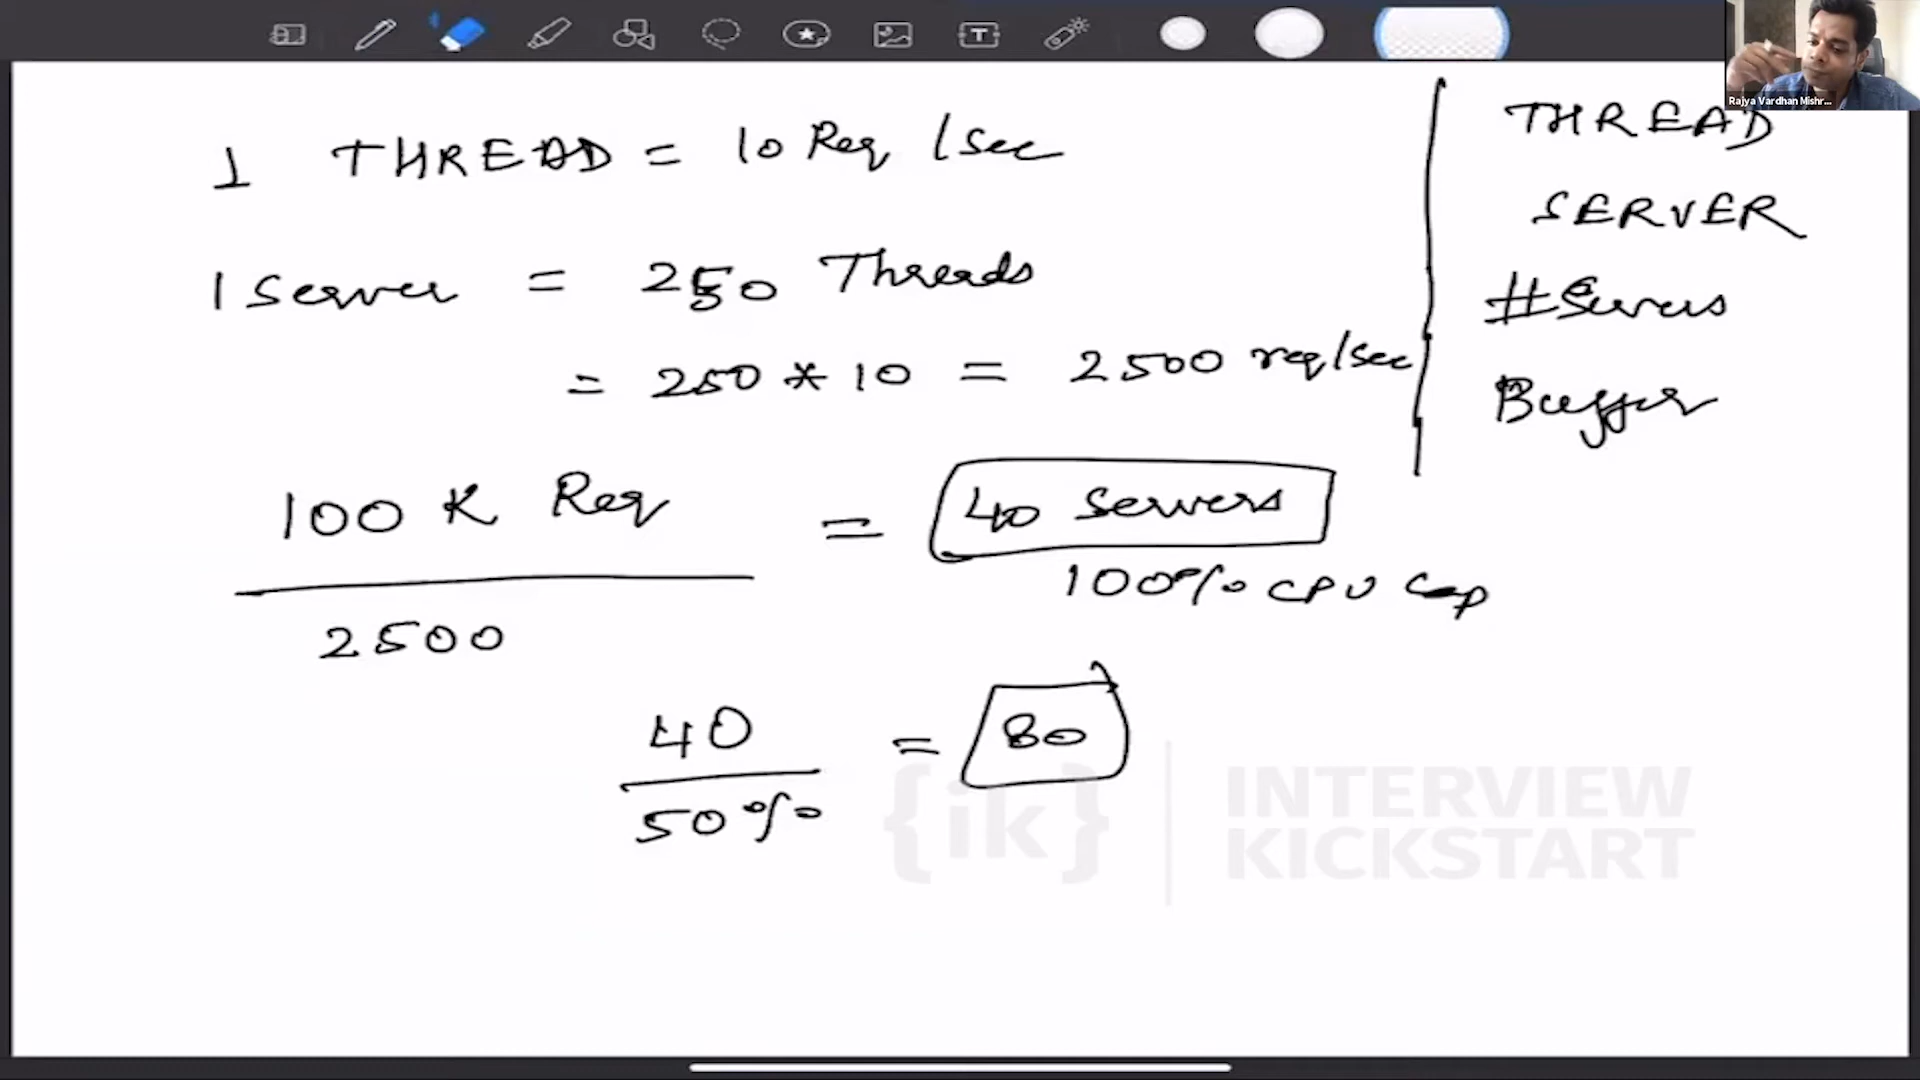 Rajya Vardhan Mishr...
1 THREAD = 10 Req /sec
1 Server = 250 Threads
= 250 * 10 = 2500 req/sec
100 K Req
2500
= 40 Servers
100% CPU Cap
40
50%
= 80
THREAD
SERVER
#Servers
Buffer
{ik} INTERVIEW
KICKSTART